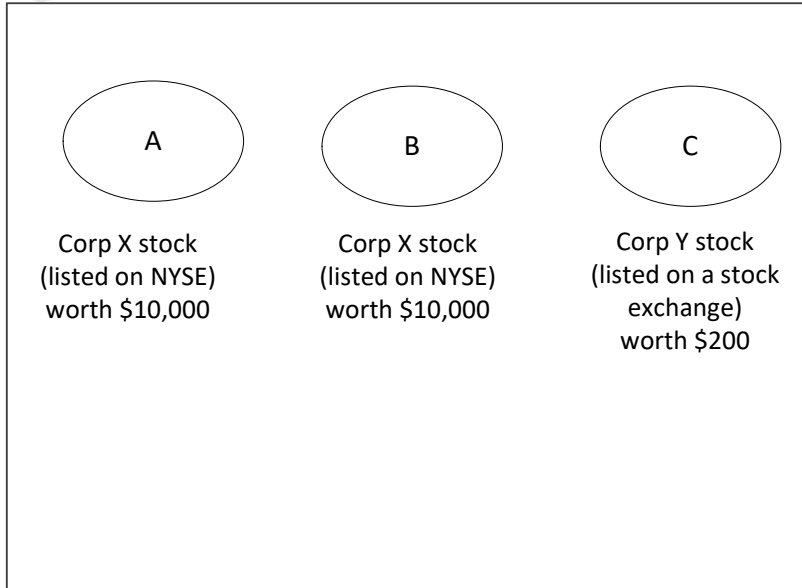 A
B
C
Corp X stock
(listed on NYSE)
worth $10,000
Corp X stock
(listed on NYSE)
worth $10,000
Corp Y stock
(listed on a stock
exchange)
worth $200